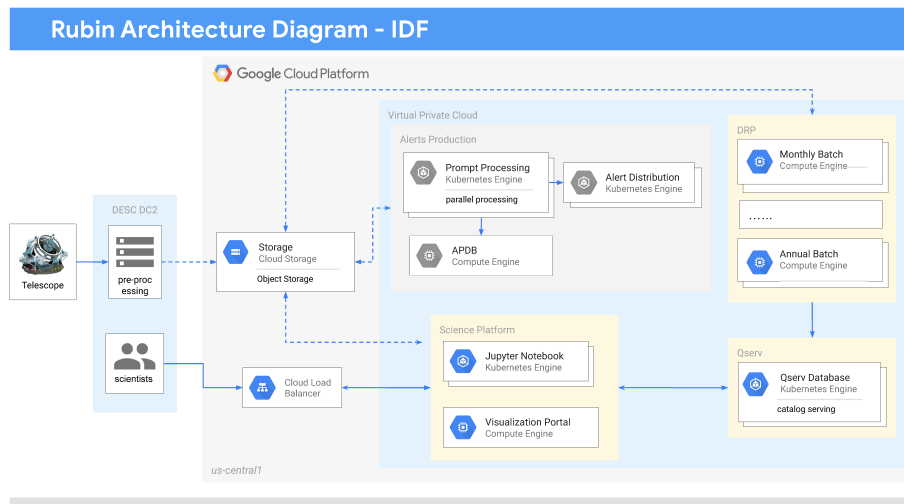 Rubin Architecture Diagram - IDF
Google Cloud Platform
Virtual Private Cloud
Alerts Production
Prompt Processing
Kubernetes Engine
parallel processing
Alert Distribution
Kubernetes Engine
APDB
Compute Engine
DRP
Monthly Batch
Compute Engine
......
Annual Batch
Compute Engine
DESC DC2
Telescope
pre-proc
essing
scientists
Storage
Cloud Storage
Object Storage
Cloud Load
Balancer
Science Platform
Jupyter Notebook
Kubernetes Engine
Visualization Portal
Compute Engine
Qserv
Qserv Database
Kubernetes Engine
catalog serving
us-central1